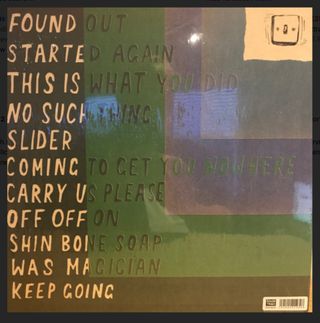 FOUND OUT
STARTED AGAIN
THIS IS WHAT YOU DID
NO SUCH THING
SLIDER
COMING TO GET YOU NOWHERE
CARRY US PLEASE
OFF OFF ON
SHIN BONE SOAP
WAS MAGICIAN
KEEP GOING